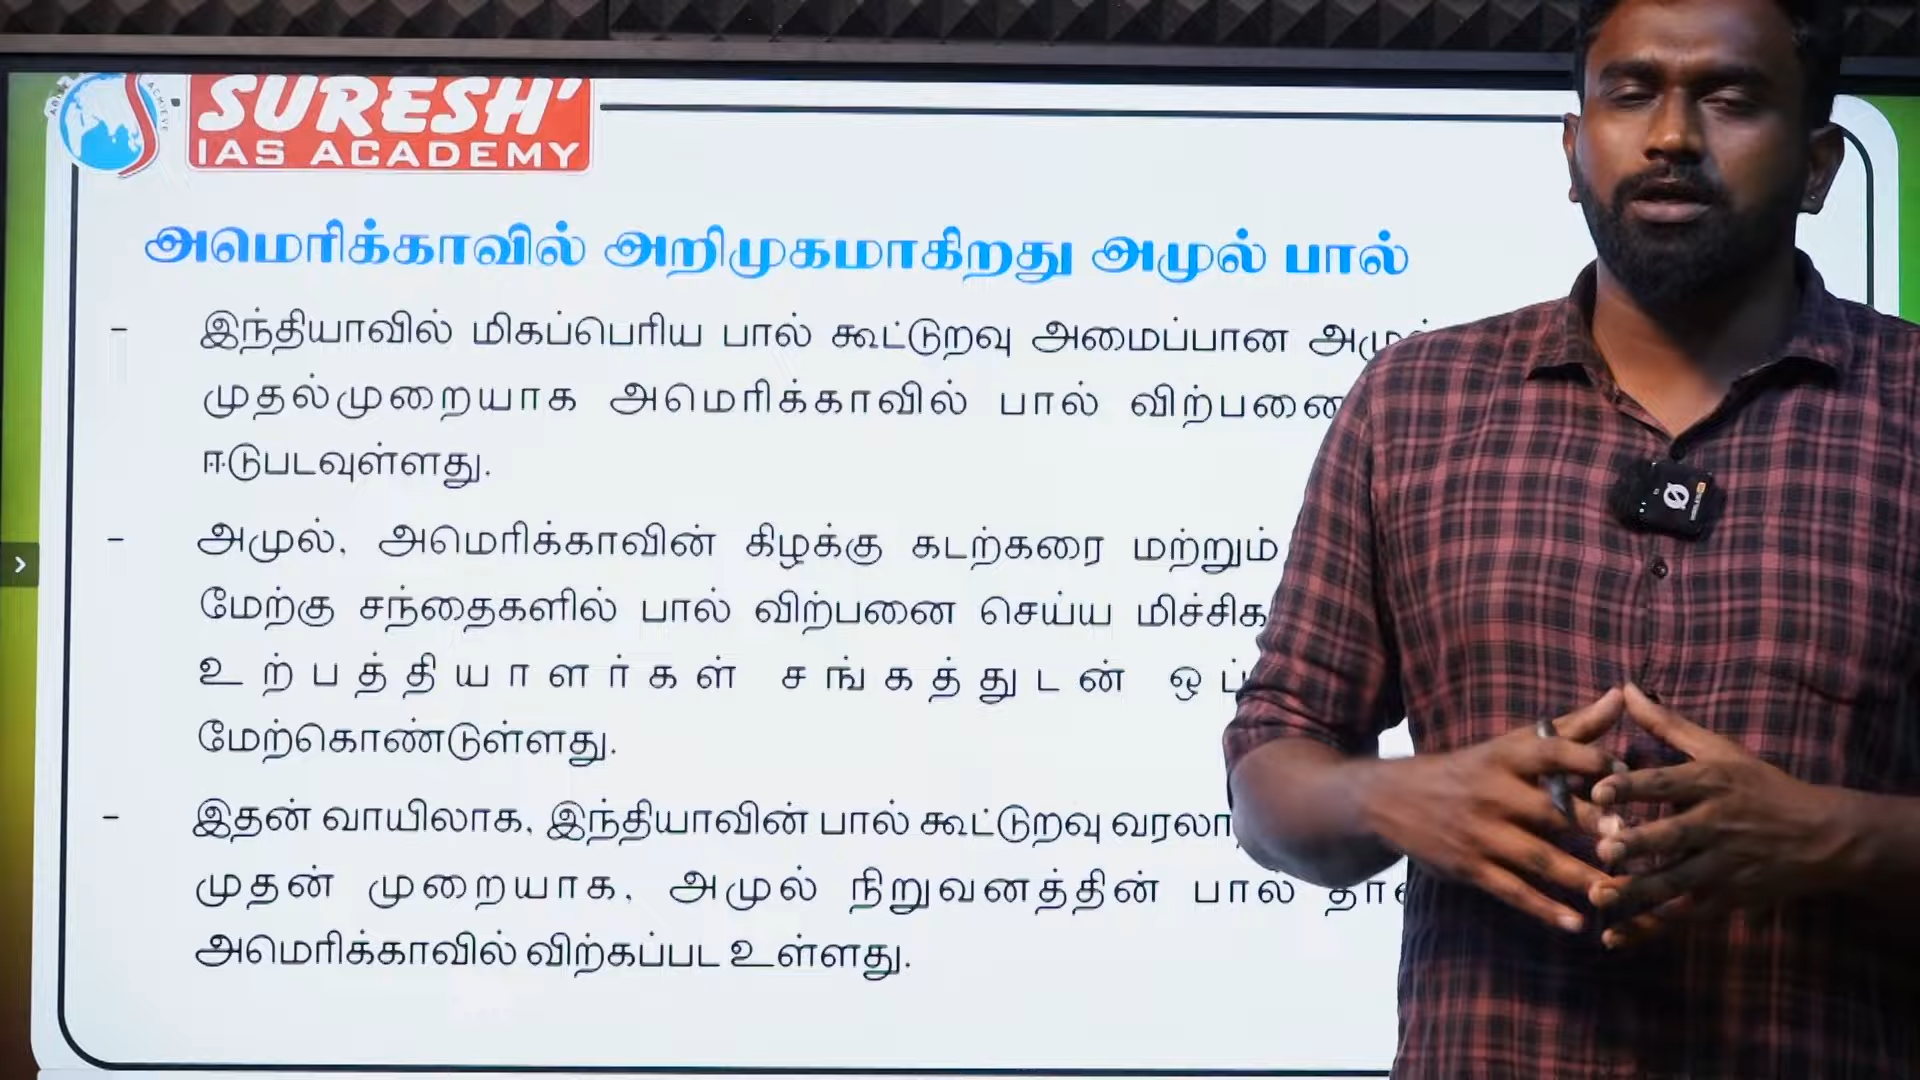 SURESH'
IAS ACADEMY
அமெரிக்காவில் அறிமுகமாகிறது அமுல் பால்
- இந்தியாவில் மிகப்பெரிய பால் கூட்டுறவு அமைப்பான
முதல்முறையாக அமெரிக்காவில் பால்
ஈடுபடவுள்ளது.
- அமுல், அமெரிக்காவின் கிழக்கு கடற்கரை மற்றும்
மேற்கு சந்தைகளில் பால் விற்பனை செய்ய
உற்பத்தியாளர்கள் சங்கத்துடன்
மேற்கொண்டுள்ளது.
- இதன் வாயிலாக, இந்தியாவின் பால் கூட்டுறவு
முதன் முறையாக, அமுல் நிறுவனத்தின் பால்
அமெரிக்காவில் விற்கப்பட உள்ளது.